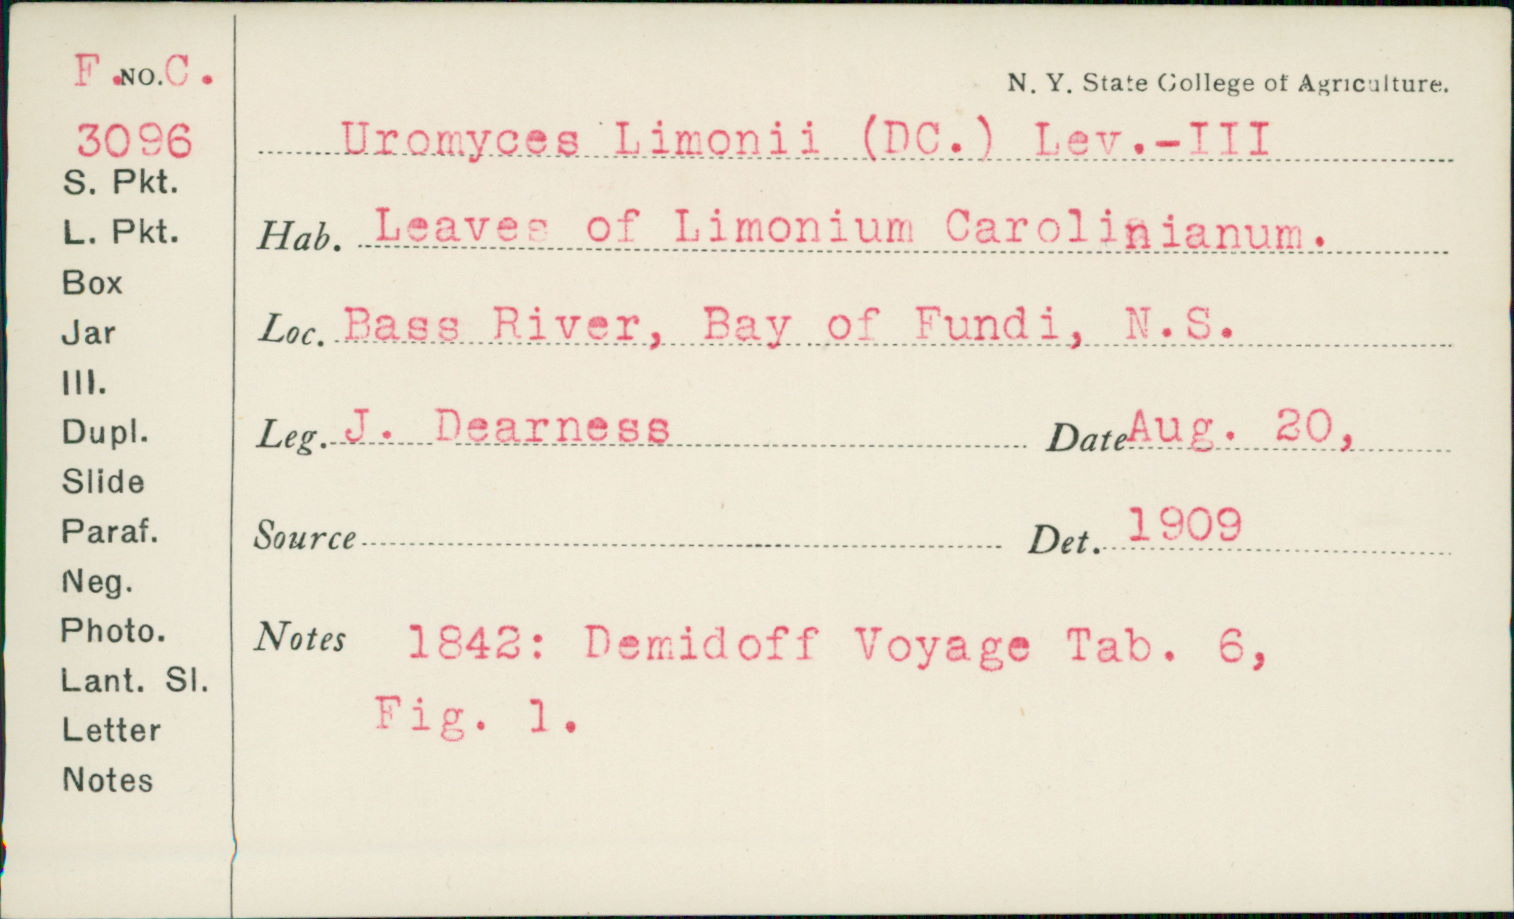 F. NO. C.
3096
S. Pkt.
L. Pkt.
Box
Jar
Ill.
Dupl.
Slide
Paraf.
Neg.
Photo.
Lant. Sl.
Letter
Notes
N. Y. State College of Agriculture.
Uromyces Limonii (DC.) Lev.-III
Hab. Leaves of Limonium Carolinianum.
Loc. Bass River, Bay of Fundi, N.S.
Leg. J. Dearness Date Aug. 20,
Source Det. 1909
Notes 1842: Demidoff Voyage Tab. 6,
Fig. 1.